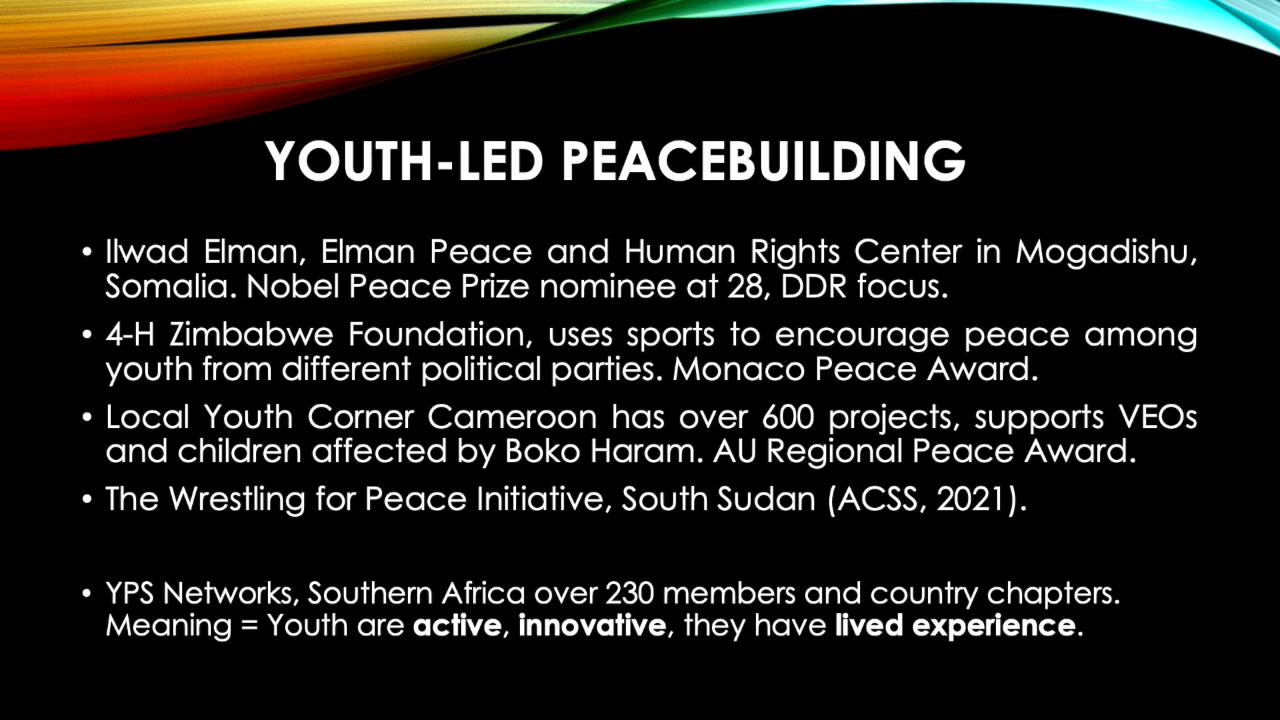 YOUTH-LED PEACEBUILDING
• Ilwad Elman, Elman Peace and Human Rights Center in Mogadishu,
Somalia. Nobel Peace Prize nominee at 28, DDR focus.
• 4-H Zimbabwe Foundation, uses sports to encourage peace among
youth from different political parties. Monaco Peace Award.
• Local Youth Corner Cameroon has over 600 projects, supports VEOs
and children affected by Boko Haram. AU Regional Peace Award.
• The Wrestling for Peace Initiative, South Sudan (ACSS, 2021).
• YPS Networks, Southern Africa over 230 members and country chapters.
Meaning = Youth are active, innovative, they have lived experience.